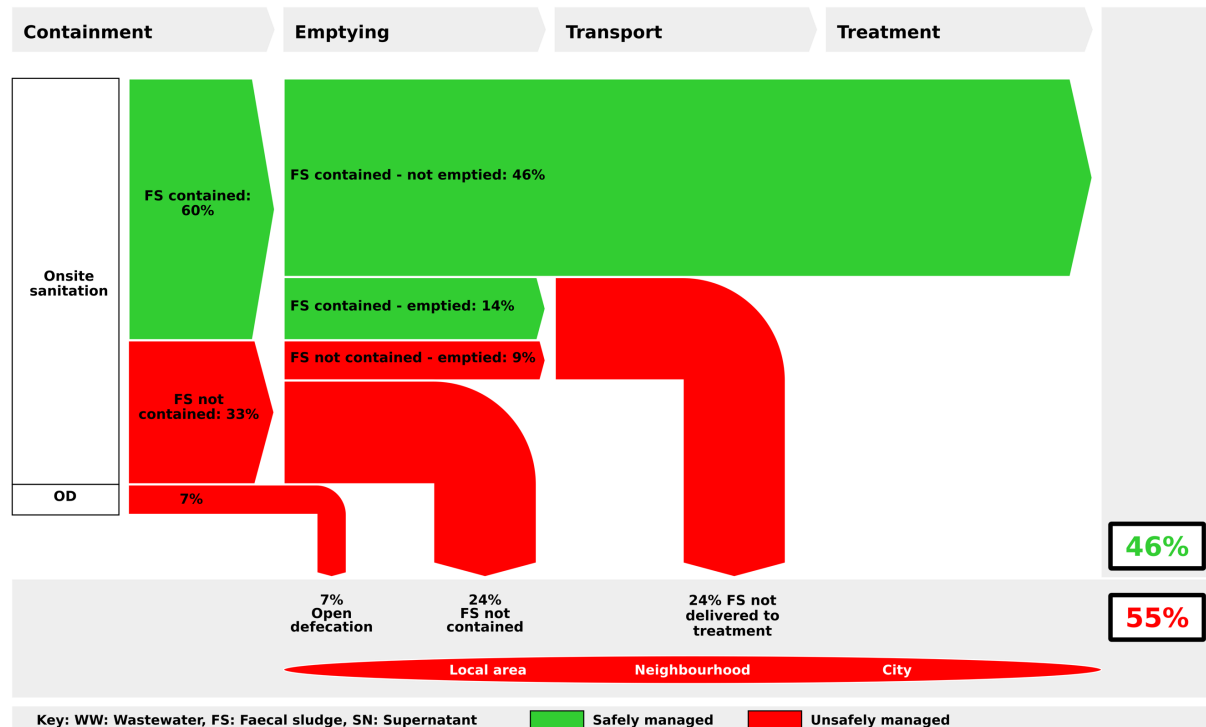 Containment
Emptying
Transport
Treatment
Onsite
sanitation
FS contained:
60%
FS contained - not emptied: 46%
FS contained - emptied: 14%
FS not contained - emptied: 9%
FS not
contained: 33%
OD
7%
46%
7%
Open
defecation
24%
FS not
contained
24% FS not
delivered to
treatment
55%
Local area
Neighbourhood
City
Key: WW: Wastewater, FS: Faecal sludge, SN: Supernatant
Safely managed
Unsafely managed